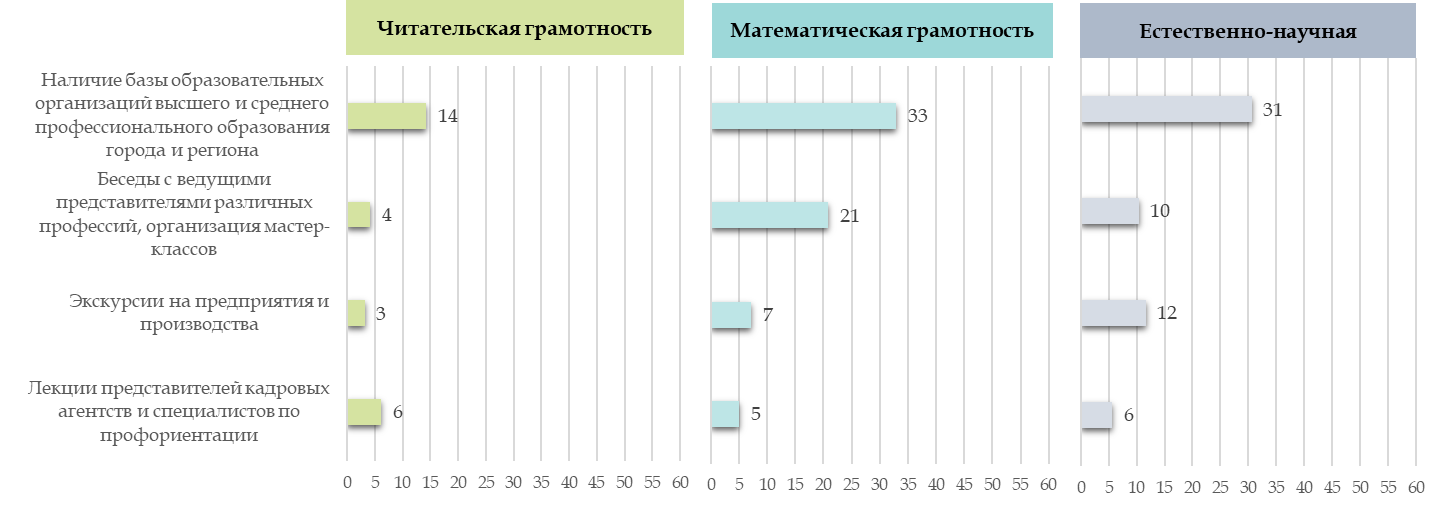 Читательская грамотность
Математическая грамотность
Естественно-научная
Наличие базы образовательных
организаций высшего и среднего
профессионального образования
города и региона
14
33
31
Беседы с ведущими
представителями различных
профессий, организация мастер-
классов
4
21
10
Экскурсии на предприятия и
производства
3
7
12
Лекции представителей кадровых
агентств и специалистов по
профориентации
6
5
6
0 5 10 15 20 25 30 35 40 45 50 55 60
0 5 10 15 20 25 30 35 40 45 50 55 60
0 5 10 15 20 25 30 35 40 45 50 55 60